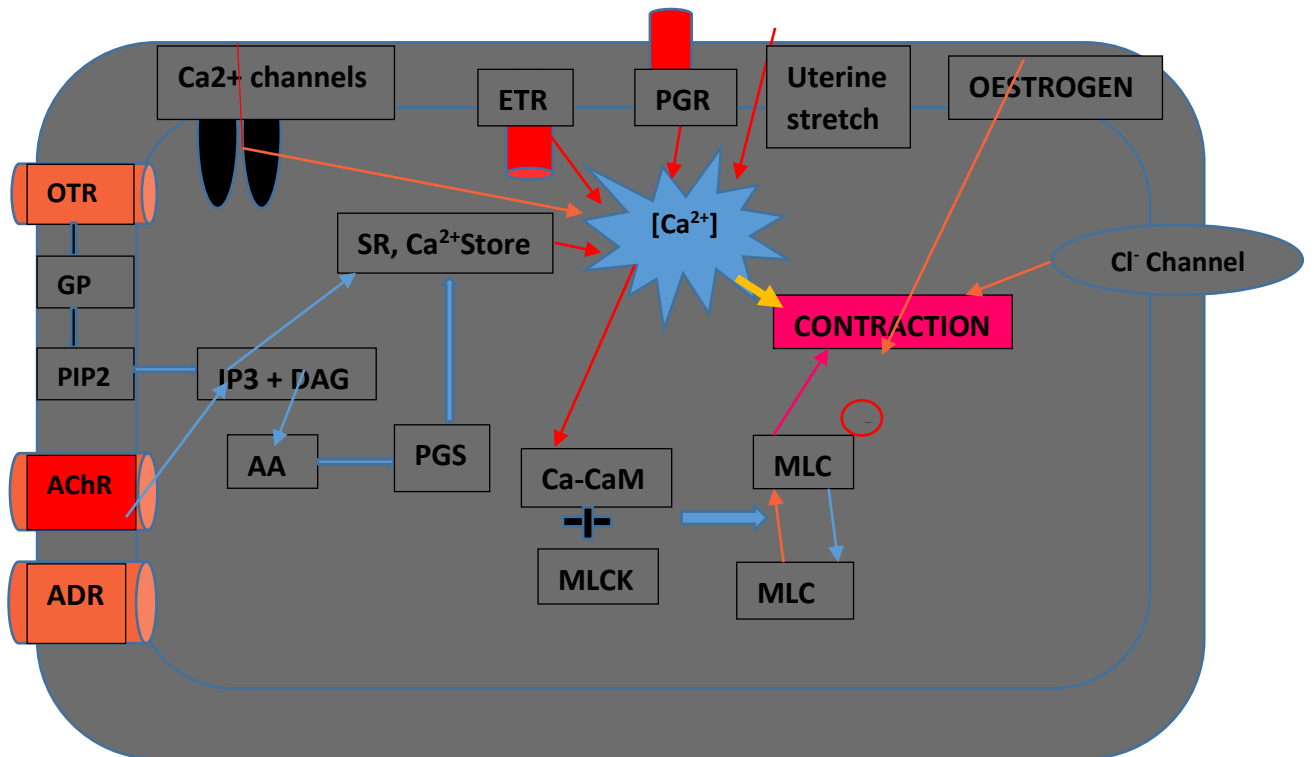 Ca2+ channels
ETR
PGR
Uterine
stretch
OESTROGEN
OTR
SR, Ca²⁺Store
[Ca²⁺]
GP
Cl⁻ Channel
CONTRACTION
PIP2
IP3 + DAG
AA
PGS
AChR
Ca-CaM
MLC
-
MLCK
ADR
MLC